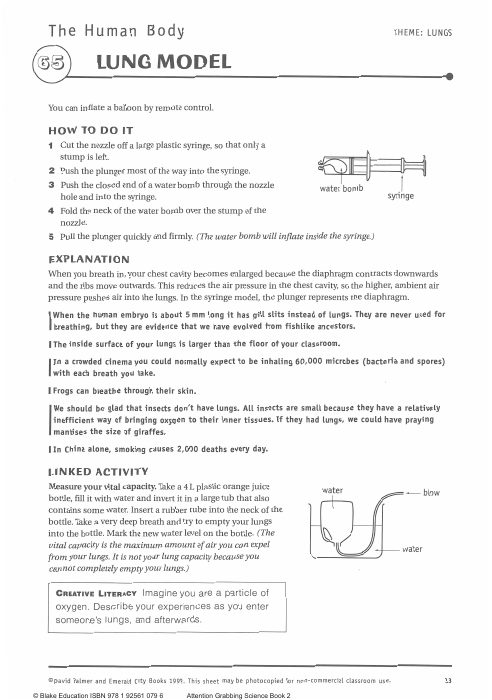 The Human Body
THEME: LUNGS
65
LUNG MODEL
You can inflate a balloon by remote control.
HOW TO DO IT
1 Cut the nozzle off a large plastic syringe, so that only a
stump is left.
2 Push the plunger most of the way into the syringe.
3 Push the closed end of a water bomb through the nozzle
hole and into the syringe.
4 Fold the neck of the water bomb over the stump of the
nozzle.
5 Pull the plunger quickly and firmly. (The water bomb will inflate inside the syringe.)
water bomb
syringe
EXPLANATION
When you breath in, your chest cavity becomes enlarged because the diaphragm contracts downwards
and the ribs move outwards. This reduces the air pressure in the chest cavity, so the higher, ambient air
pressure pushes air into the lungs. In the syringe model, the plunger represents the diaphragm.
When the human embryo is about 5 mm long it has gill slits instead of lungs. They are never used for
breathing, but they are evidence that we have evolved from fishlike ancestors.
The inside surface of your lungs is larger than the floor of your classroom.
In a crowded cinema you could normally expect to be inhaling 60,000 microbes (bacteria and spores)
with each breath you take.
Frogs can breathe through their skin.
We should be glad that insects don't have lungs. All insects are small because they have a relatively
inefficient way of bringing oxygen to their inner tissues. If they had lungs, we could have praying
mantises the size of giraffes.
In China alone, smoking causes 2,000 deaths every day.
LINKED ACTIVITY
Measure your vital capacity. Take a 4 L plastic orange juice
bottle, fill it with water and invert it in a large tub that also
contains some water. Insert a rubber tube into the neck of the
bottle. Take a very deep breath and try to empty your lungs
into the bottle. Mark the new water level on the bottle. (The
vital capacity is the maximum amount of air you can expel
from your lungs. It is not your lung capacity because you
cannot completely empty your lungs.)
water
blow
water
CREATIVE LITERACY Imagine you are a particle of
oxygen. Describe your experiences as you enter
someone's lungs, and afterwards.
©David Palmer and Emerald City Books 1991. This sheet may be photocopied for non-commercial classroom use.
13
© Blake Education ISBN 978 1 92561 079 6 Attention Grabbing Science Book 2